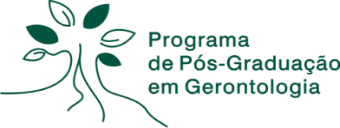 Programa
de Pós-Graduação
em Gerontologia